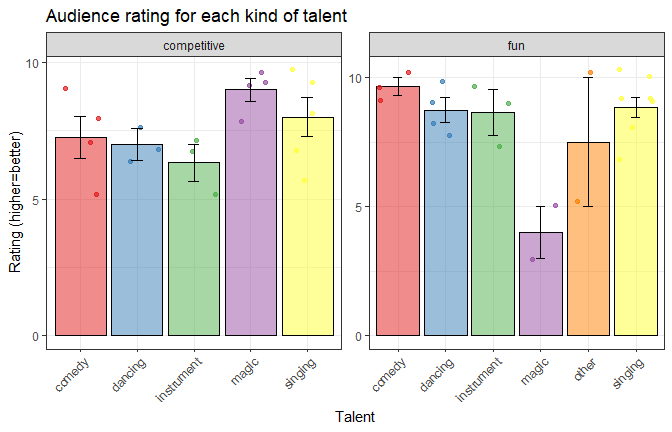 Audience rating for each kind of talent
competitive
fun
Rating (higher=better)
10
5
0
10
5
0
comedy
dancing
instrument
magic
singing
comedy
dancing
instrument
magic
other
singing
Talent